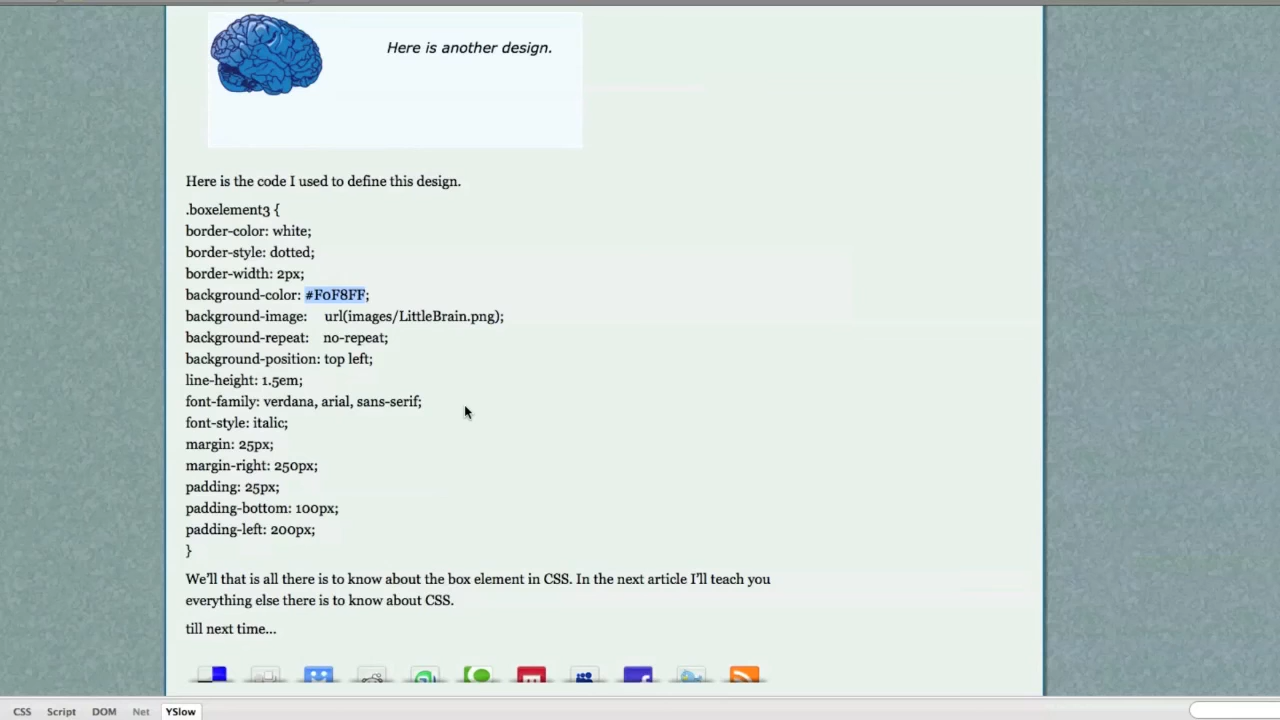 Here is another design.
Here is the code I used to define this design.
.boxelement3 {
border-color: white;
border-style: dotted;
border-width: 2px;
background-color: #F0F8FF;
background-image: url(images/LittleBrain.png);
background-repeat: no-repeat;
background-position: top left;
line-height: 1.5em;
font-family: verdana, arial, sans-serif;
font-style: italic;
margin: 25px;
margin-right: 250px;
padding: 25px;
padding-bottom: 100px;
padding-left: 200px;
}
We’ll that is all there is to know about the box element in CSS. In the next article I’ll teach you
everything else there is to know about CSS.
till next time...
CSS Script DOM Net YSlow